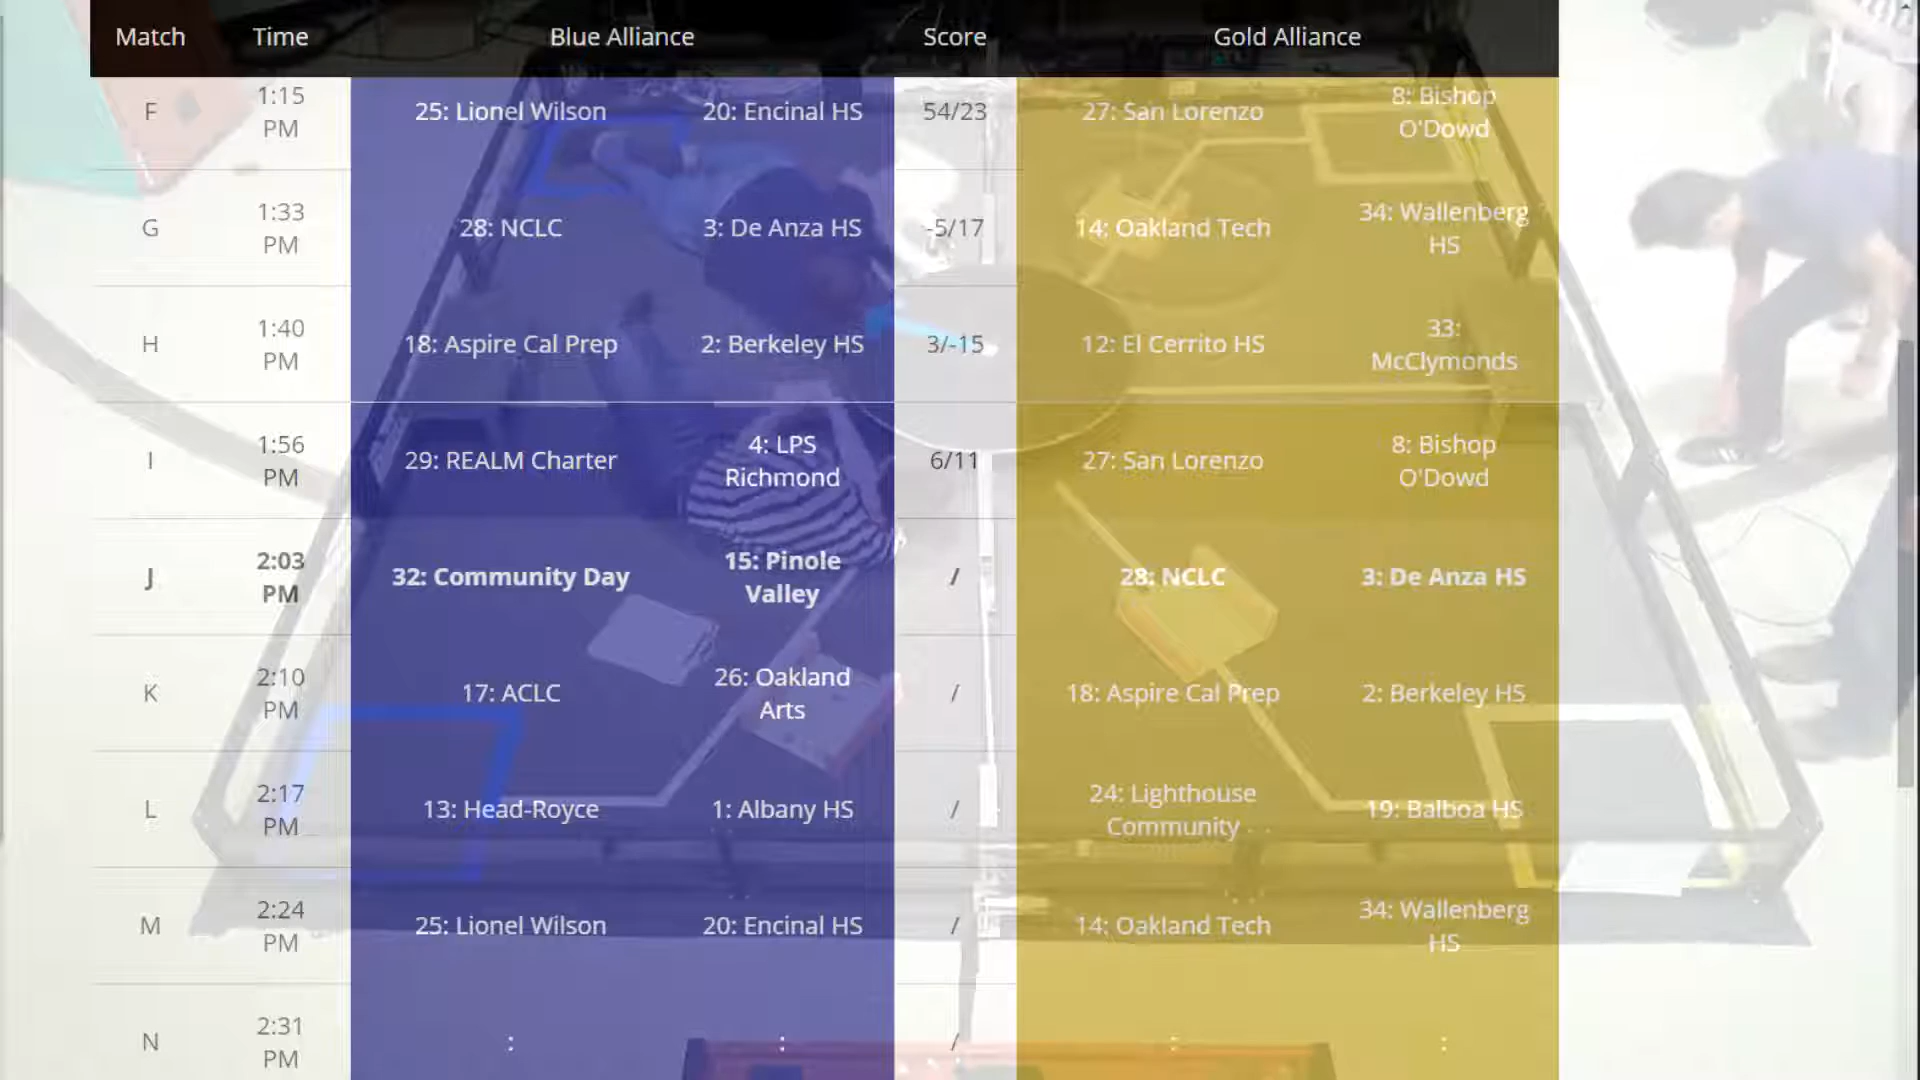 Match Time Blue Alliance Score Gold Alliance
F 1:15 PM 25: Lionel Wilson 20: Encinal HS 54/23 27: San Lorenzo 8: Bishop O'Dowd
G 1:33 PM 28: NCLC 3: De Anza HS -5/17 14: Oakland Tech 34: Wallenberg HS
H 1:40 PM 18: Aspire Cal Prep 2: Berkeley HS 3/-15 12: El Cerrito HS 33: McClymonds
I 1:56 PM 29: REALM Charter 4: LPS Richmond 6/11 27: San Lorenzo 8: Bishop O'Dowd
J 2:03 PM 32: Community Day 15: Pinole Valley / 28: NCLC 3: De Anza HS
K 2:10 PM 17: ACLC 26: Oakland Arts / 18: Aspire Cal Prep 2: Berkeley HS
L 2:17 PM 13: Head-Royce 1: Albany HS / 24: Lighthouse Community 19: Balboa HS
M 2:24 PM 25: Lionel Wilson 20: Encinal HS / 14: Oakland Tech 34: Wallenberg HS
N 2:31 PM : : / : :